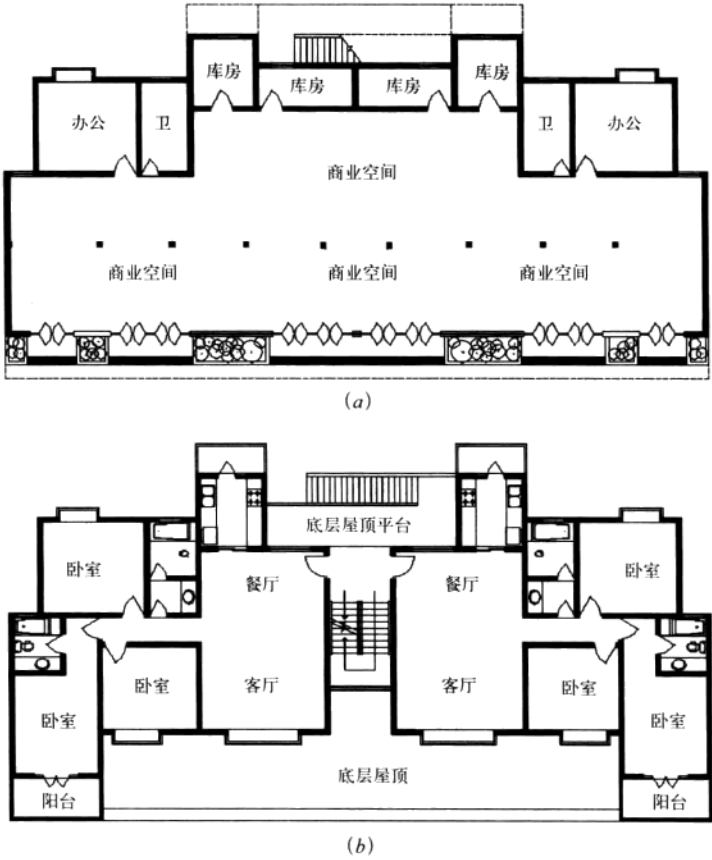 库房 库房
库房 库房
办公 卫 卫 办公
商业空间
商业空间 商业空间 商业空间
(a)
底层屋顶平台
卧室 餐厅 餐厅 卧室
卧室 客厅 客厅 卧室
卧室 卧室
底层屋顶
阳台 阳台
(b)